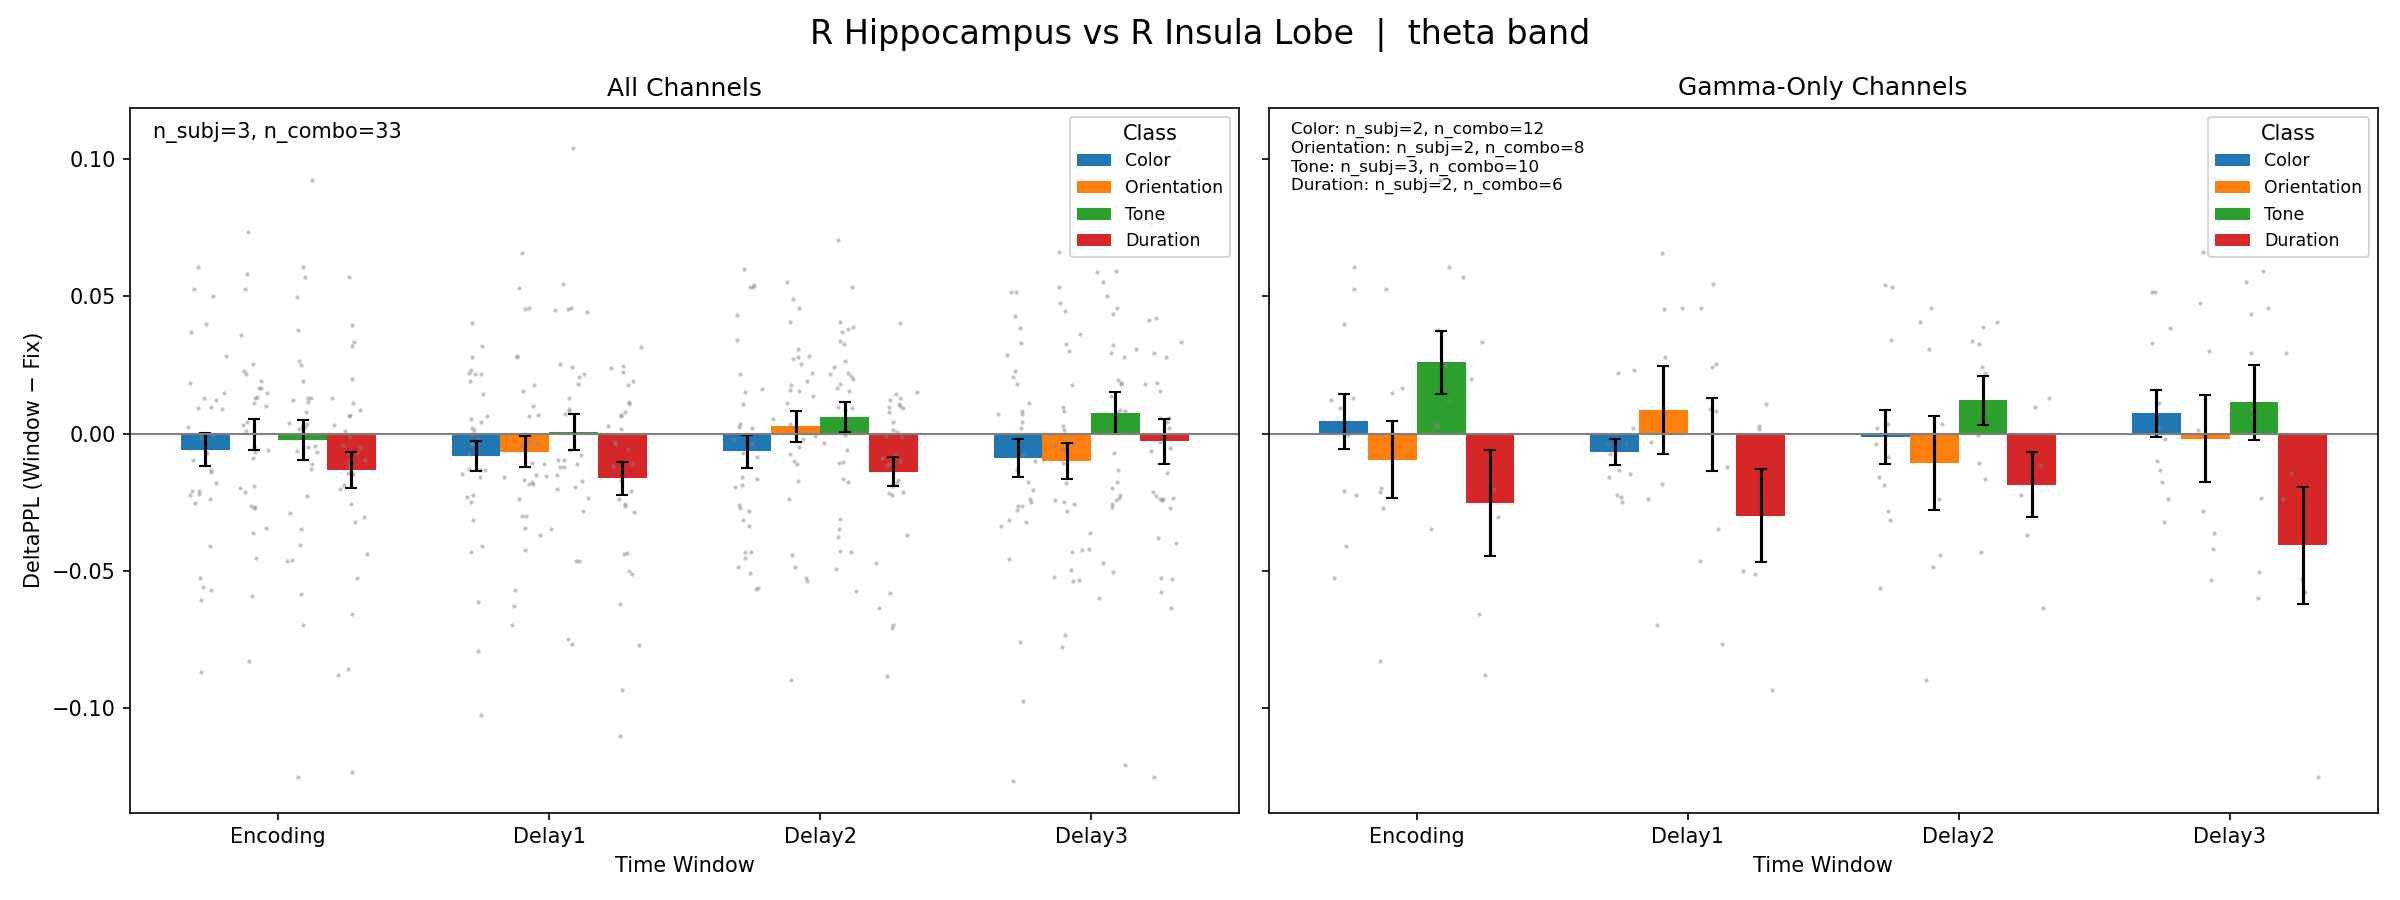 R Hippocampus vs R Insula Lobe | theta band
All Channels
n_subj=3, n_combo=33
Class
Color
Orientation
Tone
Duration
0.10
0.05
0.00
−0.05
−0.10
DeltaPPL (Window − Fix)
Encoding
Delay1
Delay2
Delay3
Time Window
Gamma-Only Channels
Color: n_subj=2, n_combo=12
Orientation: n_subj=2, n_combo=8
Tone: n_subj=3, n_combo=10
Duration: n_subj=2, n_combo=6
Class
Color
Orientation
Tone
Duration
Encoding
Delay1
Delay2
Delay3
Time Window